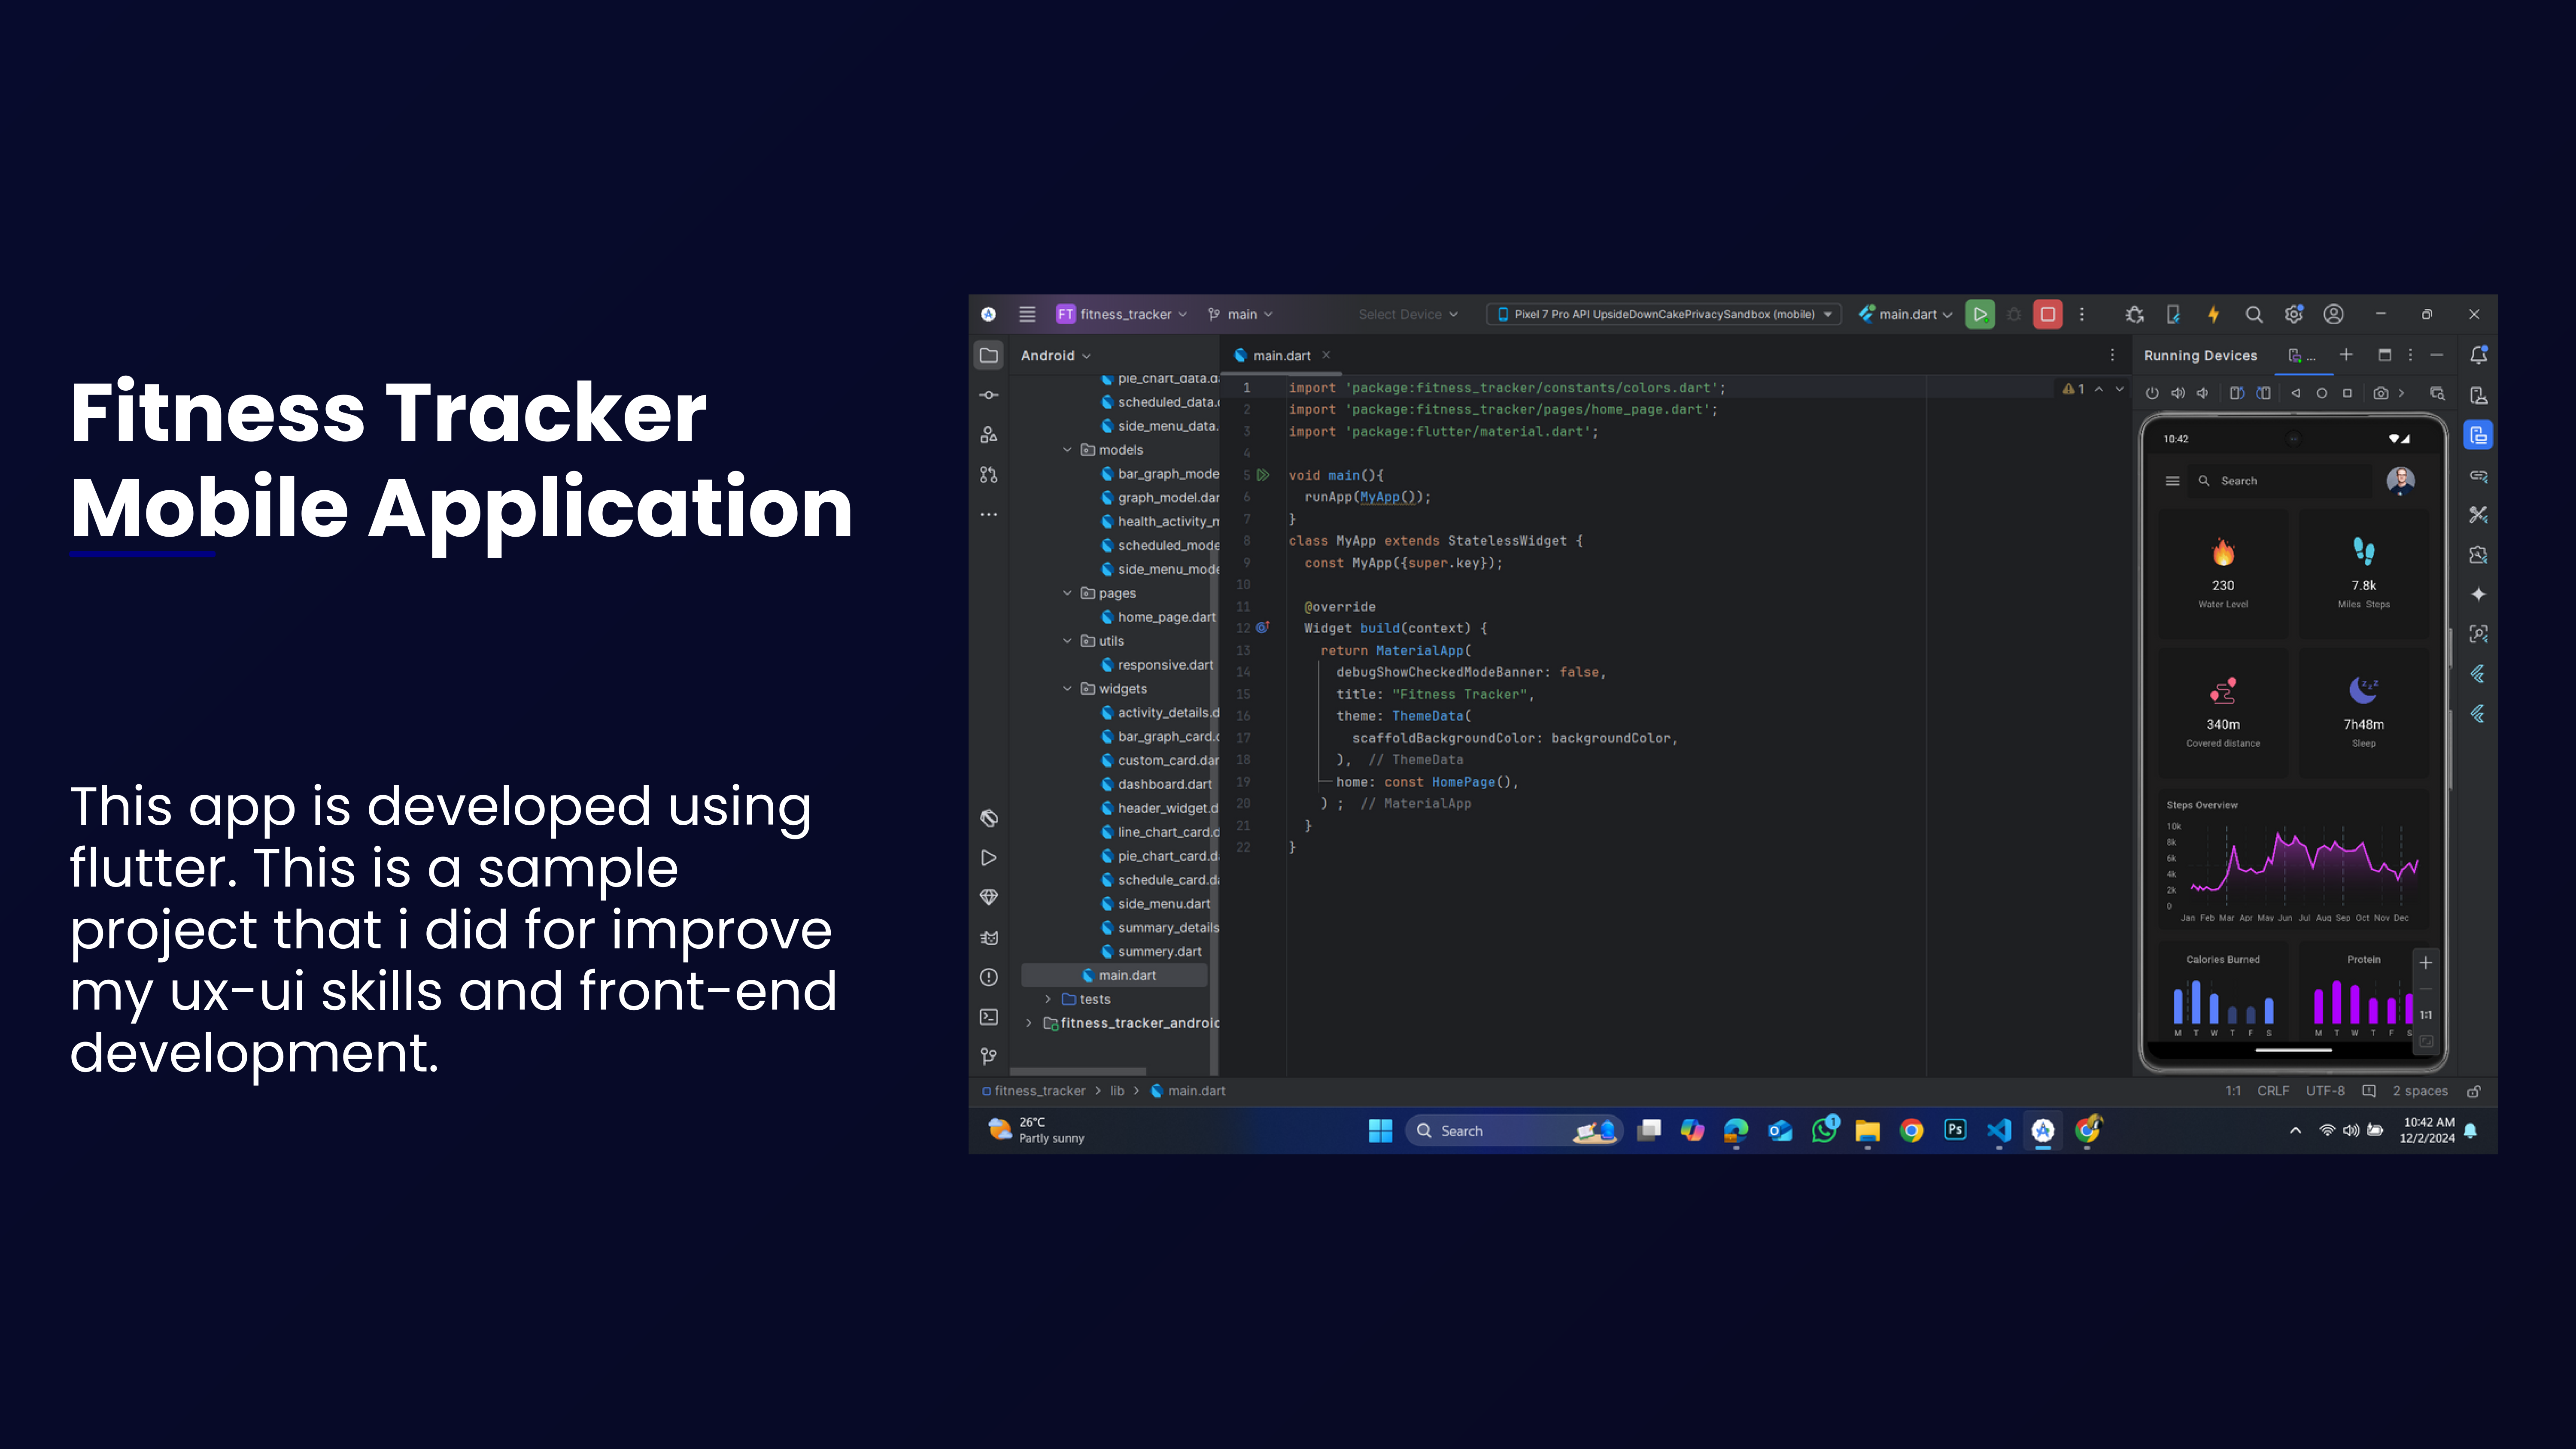 Fitness Tracker
Mobile Application
This app is developed using
flutter. This is a sample
project that i did for improve
my ux-ui skills and front-end
development.
FT fitness_tracker main Select Device Pixel 7 Pro API UpsideDownCakePrivacySandbox (mobile) main.dart
Android
main.dart
Running Devices
...
pie_chart_data.da
scheduled_data.
side_menu_data.
models
bar_graph_mode
graph_model.dar
health_activity_m
scheduled_mode
side_menu_mode
pages
home_page.dart
utils
responsive.dart
widgets
activity_details.d
bar_graph_card.c
custom_card.dar
dashboard.dart
header_widget.d
line_chart_card.c
pie_chart_card.da
schedule_card.da
side_menu.dart
summary_details
summery.dart
main.dart
tests
fitness_tracker_android
1 import 'package:fitness_tracker/constants/colors.dart';
2 import 'package:fitness_tracker/pages/home_page.dart';
3 import 'package:flutter/material.dart';
4
5 void main(){
6 runApp(MyApp());
7 }
8 class MyApp extends StatelessWidget {
9 const MyApp({super.key});
10
11 @override
12 Widget build(context) {
13 return MaterialApp(
14 debugShowCheckedModeBanner: false,
15 title: "Fitness Tracker",
16 theme: ThemeData(
17 scaffoldBackgroundColor: backgroundColor,
18 ), // ThemeData
19 home: const HomePage(),
20 ) ; // MaterialApp
21 }
22 }
1
10:42
Search
230
Water Level
7.8k
Miles Steps
340m
Covered distance
7h48m
Sleep
Steps Overview
10k
8k
6k
4k
2k
0
Jan Feb Mar Apr May Jun Jul Aug Sep Oct Nov Dec
Calories Burned
Protein
M T W T F S
M T W T F S
1:1
fitness_tracker > lib > main.dart
1:1 CRLF UTF-8 2 spaces
26°C
Partly sunny
Search
1
Ps
10:42 AM
12/2/2024